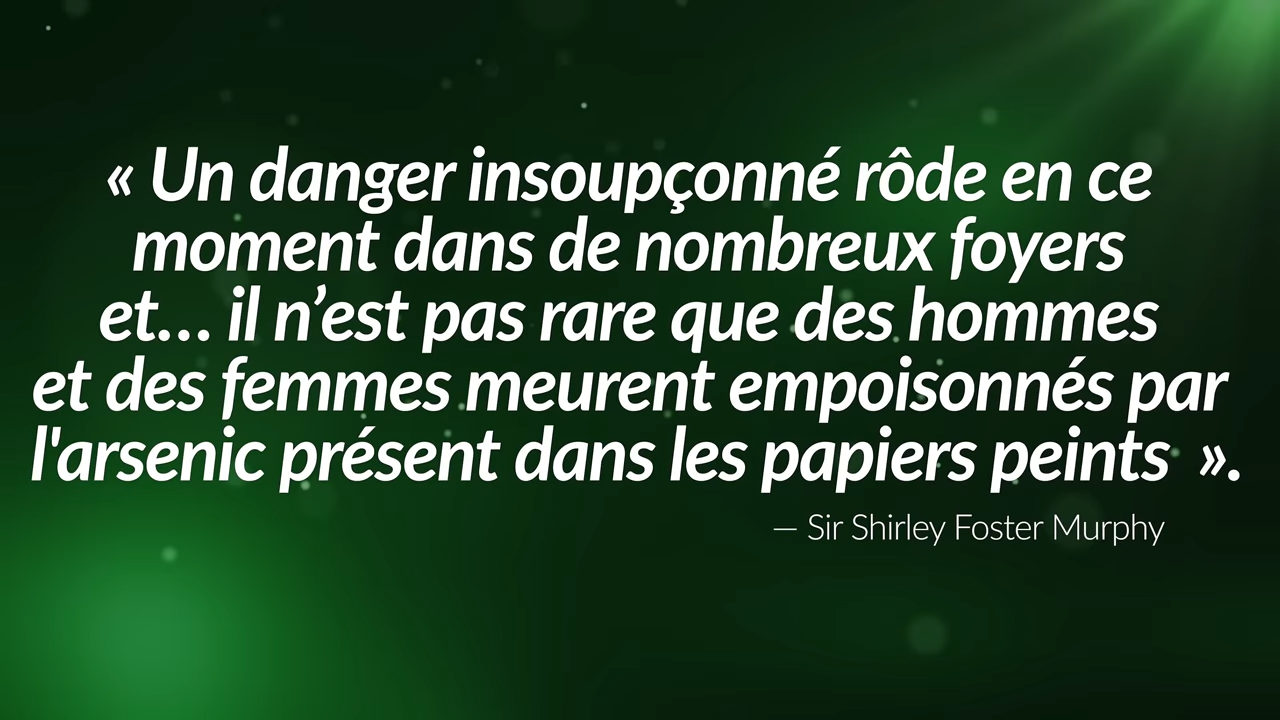 « Un danger insoupçonné rôde en ce
moment dans de nombreux foyers
et… il n’est pas rare que des hommes
et des femmes meurent empoisonnés par
l'arsenic présent dans les papiers peints ».
— Sir Shirley Foster Murphy